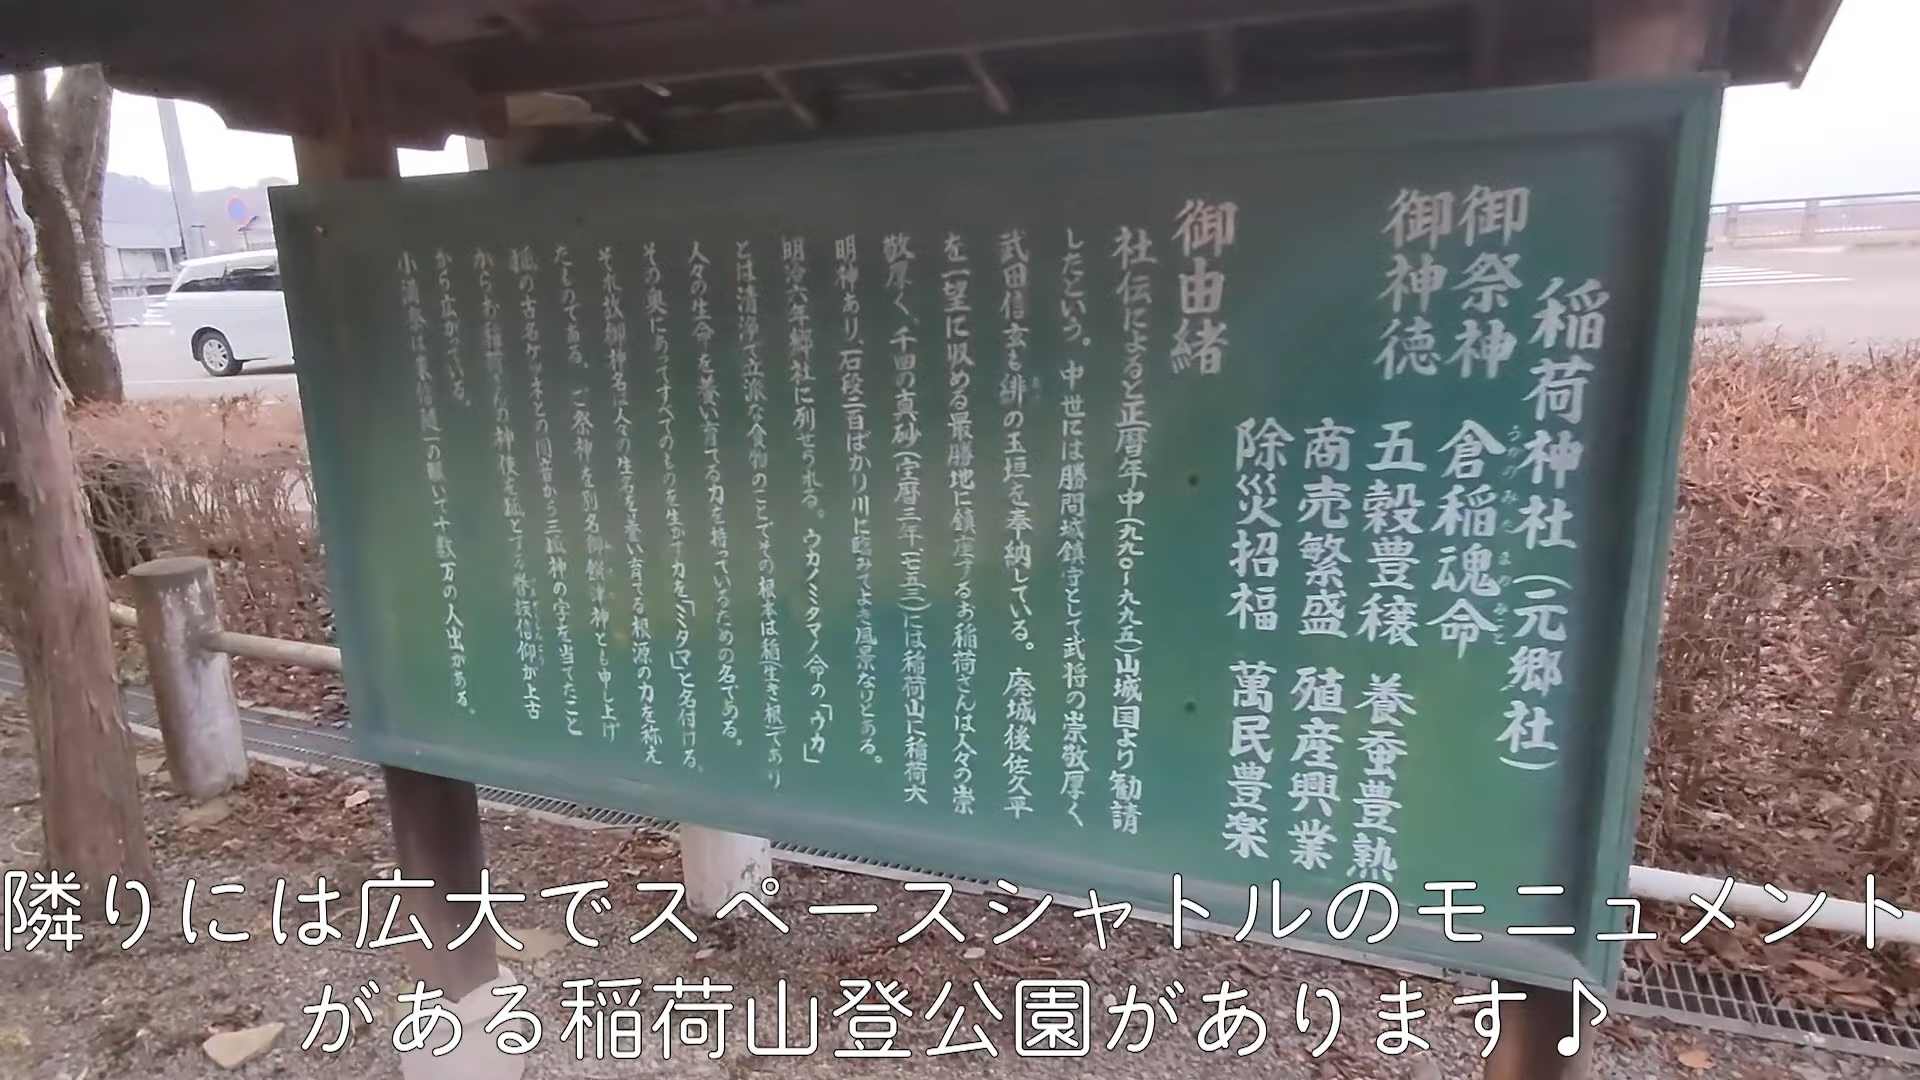 稲荷神社(元郷社)
御祭神 倉稲魂命
うかのみたまのみこと
御神徳 五穀豊穣 養蚕豊熟
商売繁盛 殖産興業
除災招福 萬民豊楽
御由緒
社伝によると正暦年中(九九〇~九九五)山城国より勧請
したという。中世には勝間城鎮守として武将の崇敬厚く
武田信玄も緋の玉垣を奉納している。廃城後佐久平
を一望に収める最勝地に鎮座するお稲荷さんは人々の崇
敬厚く、千曲の真砂(宝暦三年一七五三)には稲荷山に稲荷大
明神あり、石段二百ばかり川に臨みてよき風景なりとある。
明治六年郷社に列せられる。ウカノミタマノ命の「ウカ」
とは清浄で立派な食物のことでその根本は稲(生き根)であり
人々の生命を養い育てる力を持っているための名である。
その奥にあってすべてのものを生かす力を「ミタマ」と名付ける。
それ故御神名は人々の生命を養い育てる根源の力を称え
たものである。ご祭神を別名御饌津神とも申し上げ
狐の古名ケツネとの同音から三狐神の字を当てたこと
からお稲荷さんの神使を狐とする眷族信仰が上古
から広がっている。
小満祭は東信随一の賑いで十数万の人出がある。
隣りには広大でスペースシャトルのモニュメント
がある稲荷山登公園があります♪